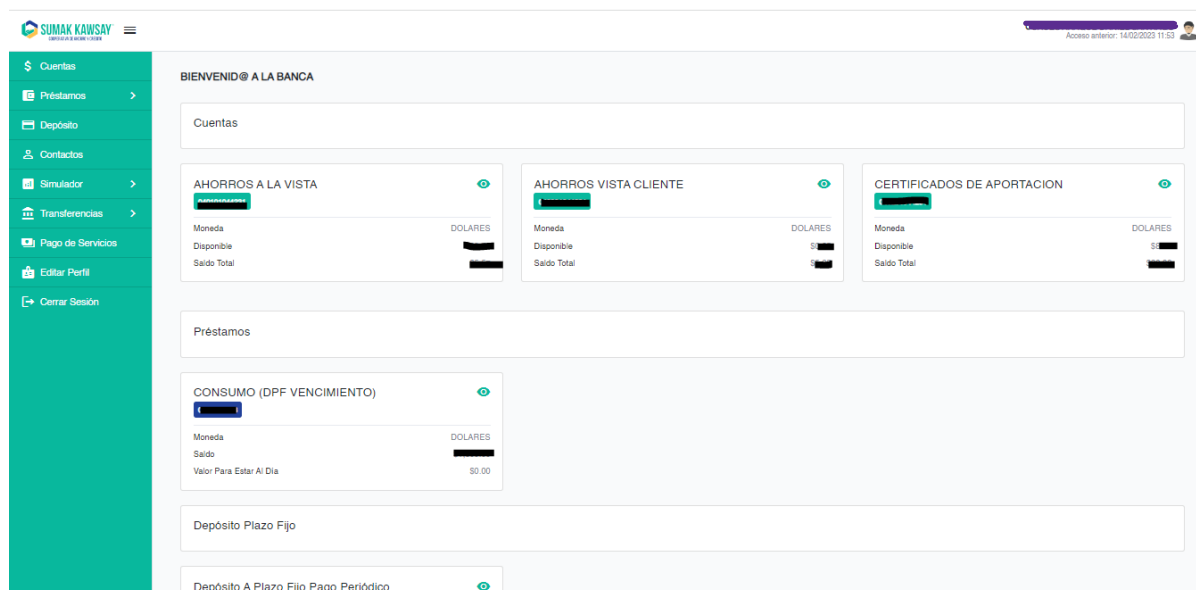 SUMAK KAWSAY
Acceso anterior: 14/02/2023 11:53
Cuentas
Préstamos
Depósito
Contactos
Simulador
Transferencias
Pago de Servicios
Editar Perfil
Cerrar Sesión
BIENVENID@ A LA BANCA
Cuentas
AHORROS A LA VISTA
Moneda DOLARES
Disponible
Saldo Total
AHORROS VISTA CLIENTE
Moneda DOLARES
Disponible
Saldo Total
CERTIFICADOS DE APORTACION
Moneda DOLARES
Disponible
Saldo Total
Préstamos
CONSUMO (DPF VENCIMIENTO)
Moneda DOLARES
Saldo
Valor Para Estar Al Día $0.00
Depósito Plazo Fijo
Depósito A Plazo Fijo Pago Periódico